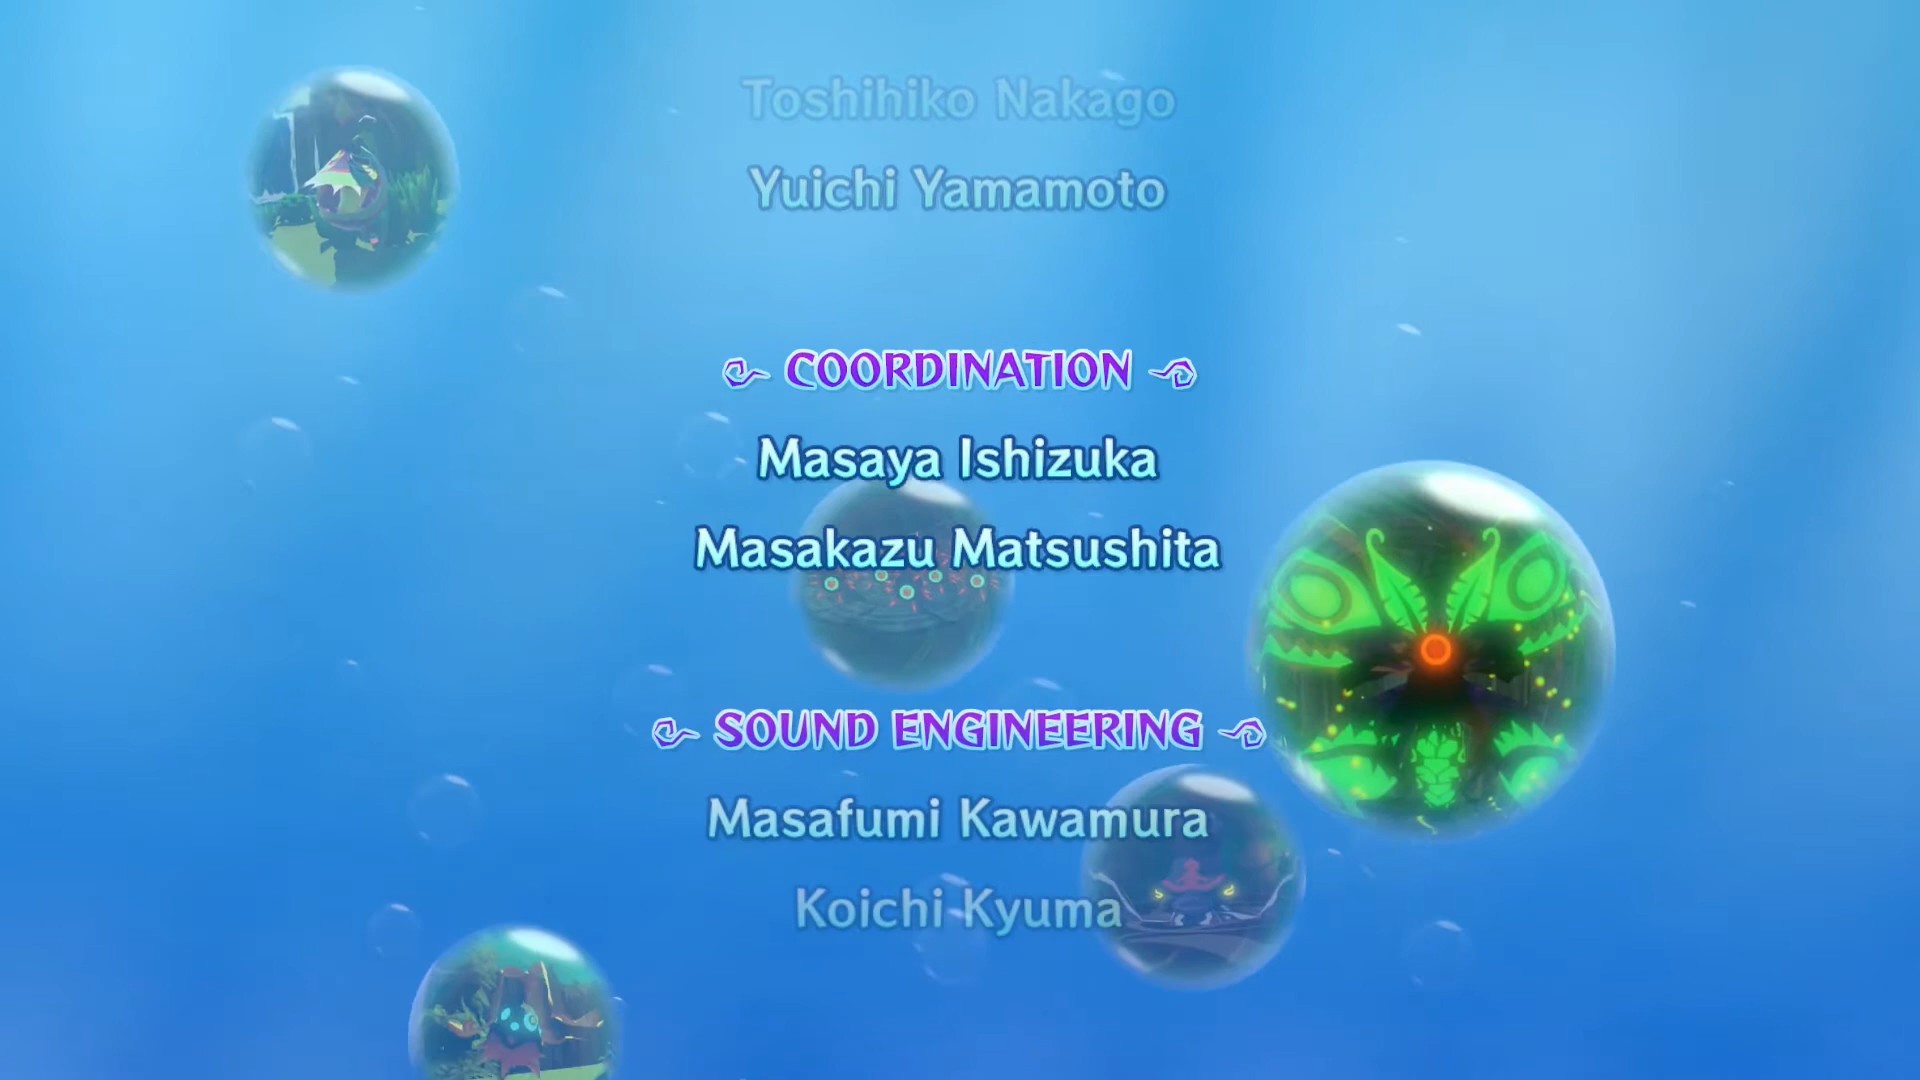 Toshihiko Nakago
Yuichi Yamamoto
COORDINATION
Masaya Ishizuka
Masakazu Matsushita
SOUND ENGINEERING
Masafumi Kawamura
Koichi Kyuma